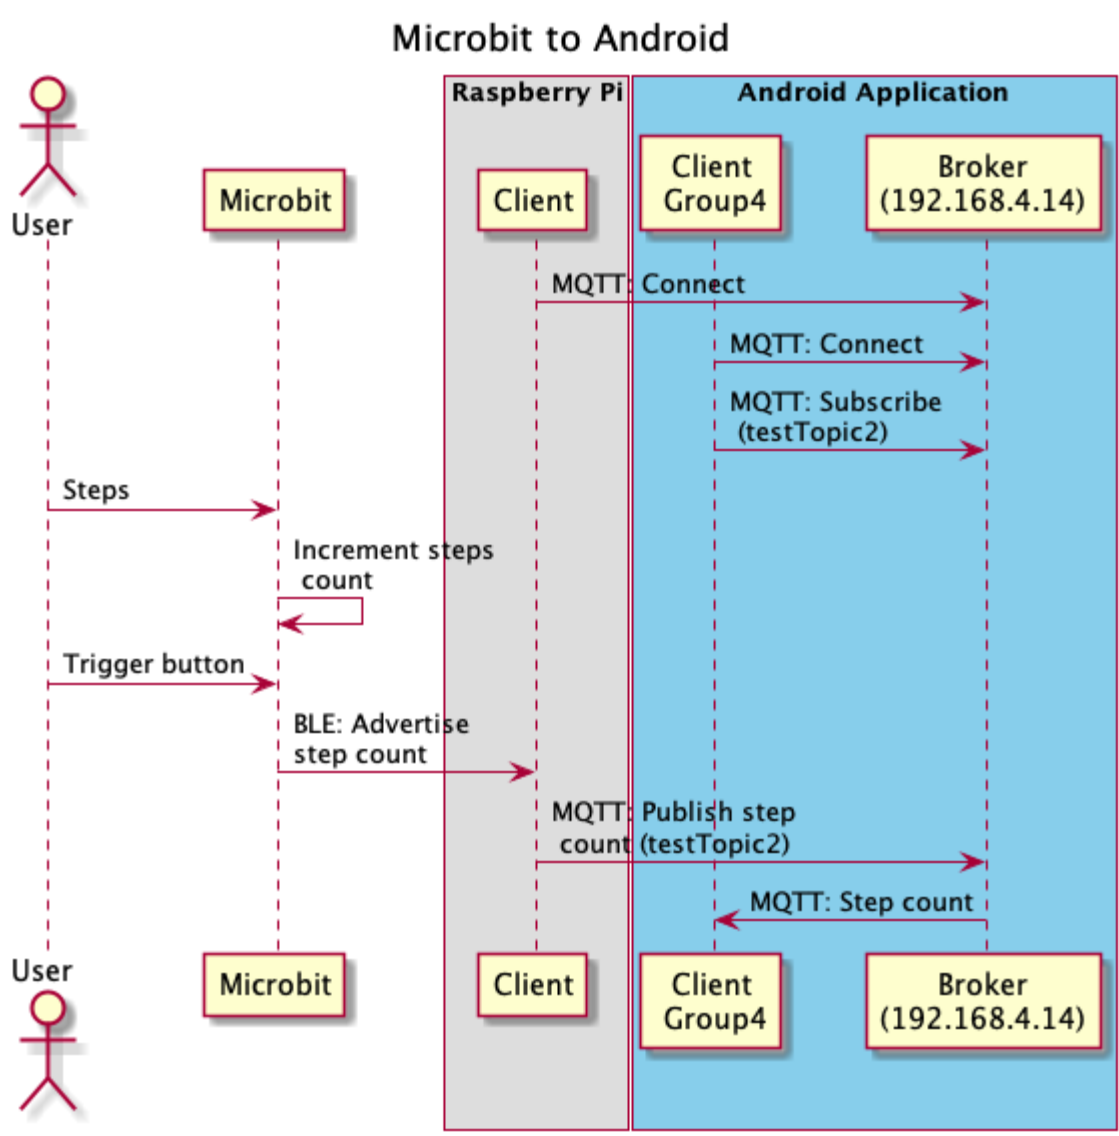 Microbit to Android
Raspberry Pi
Android Application
User
Microbit
Client
Client
Group4
Broker
(192.168.4.14)
MQTT: Connect
MQTT: Connect
MQTT: Subscribe
(testTopic2)
Steps
Increment steps
count
Trigger button
BLE: Advertise
step count
MQTT: Publish step
count (testTopic2)
MQTT: Step count
User
Microbit
Client
Client
Group4
Broker
(192.168.4.14)